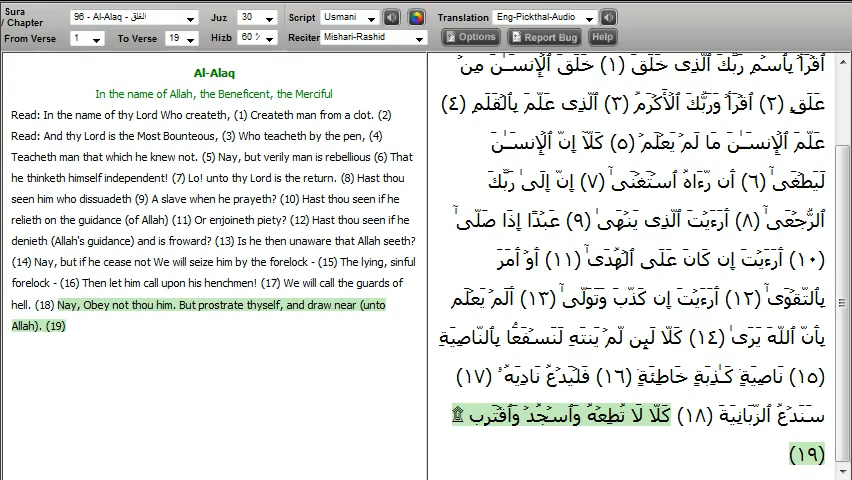 Sura / Chapter 96 - Al-Alaq - العَلَق Juz 30 Script Usmani Translation Eng-Pickthal-Audio
From Verse 1 To Verse 19 Hizb 60 Reciter Mishari-Rashid Options Report Bug Help
Al-Alaq
In the name of Allah, the Beneficent, the Merciful
Read: In the name of thy Lord Who createth, (1) Createth man from a clot. (2)
Read: And thy Lord is the Most Bounteous, (3) Who teacheth by the pen, (4)
Teacheth man that which he knew not. (5) Nay, but verily man is rebellious (6) That
he thinketh himself independent! (7) Lo! unto thy Lord is the return. (8) Hast thou
seen him who dissuadeth (9) A slave when he prayeth? (10) Hast thou seen if he
relieth on the guidance (of Allah) (11) Or enjoineth piety? (12) Hast thou seen if he
denieth (Allah's guidance) and is froward? (13) Is he then unaware that Allah seeth?
(14) Nay, but if he cease not We will seize him by the forelock - (15) The lying, sinful
forelock - (16) Then let him call upon his henchmen! (17) We will call the guards of
hell. (18) Nay, Obey not thou him. But prostrate thyself, and draw near (unto
Allah). (19)
ٱقْرَأْ بِٱسْمِ رَبِّكَ ٱلَّذِى خَلَقَ (١) خَلَقَ ٱلْإِنسَـٰنَ مِنْ
عَلَقٍ (٢) ٱقْرَأْ وَرَبُّكَ ٱلْأَكْرَمُ (٣) ٱلَّذِى عَلَّمَ بِٱلْقَلَمِ (٤)
عَلَّمَ ٱلْإِنسَـٰنَ مَا لَمْ يَعْلَمْ (٥) كَلَّآ إِنَّ ٱلْإِنسَـٰنَ
لَيَطْغَىٰٓ (٦) أَن رَّءَاهُ ٱسْتَغْنَىٰٓ (٧) إِنَّ إِلَىٰ رَبِّكَ
ٱلرُّجْعَىٰٓ (٨) أَرَءَيْتَ ٱلَّذِى يَنْهَىٰ (٩) عَبْدًا إِذَا صَلَّىٰٓ
(١٠) أَرَءَيْتَ إِن كَانَ عَلَى ٱلْهُدَىٰٓ (١١) أَوْ أَمَرَ
بِٱلتَّقْوَىٰٓ (١٢) أَرَءَيْتَ إِن كَذَّبَ وَتَوَلَّىٰٓ (١٣) أَلَمْ يَعْلَم
بِأَنَّ ٱللَّهَ يَرَىٰ (١٤) كَلَّا لَئِن لَّمْ يَنتَهِ لَنَسْفَعًۢا بِٱلنَّاصِيَةِ
(١٥) نَاصِيَةٍ كَـٰذِبَةٍ خَاطِئَةٍ (١٦) فَلْيَدْعُ نَادِيَهُۥ (١٧)
سَنَدْعُ ٱلزَّبَانِيَةَ (١٨) كَلَّا لَا تُطِعْهُ وَٱسْجُدْ وَٱقْتَرِب ۩
(١٩)